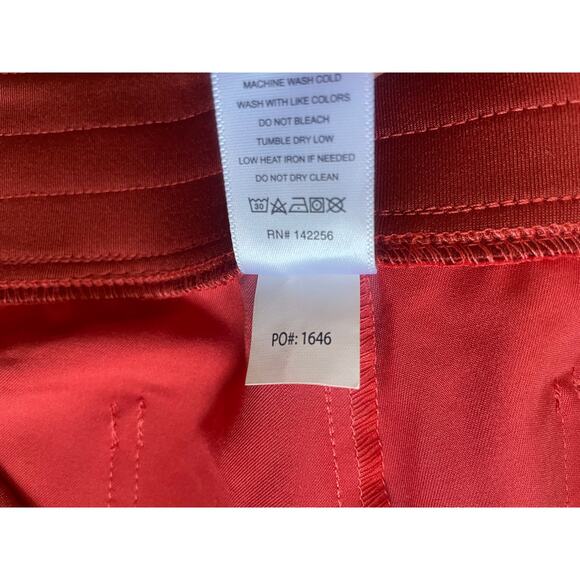 MACHINE WASH COLD
WASH WITH LIKE COLORS
DO NOT BLEACH
TUMBLE DRY LOW
LOW HEAT IRON IF NEEDED
DO NOT DRY CLEAN
30
RN# 142256
PO#: 1646